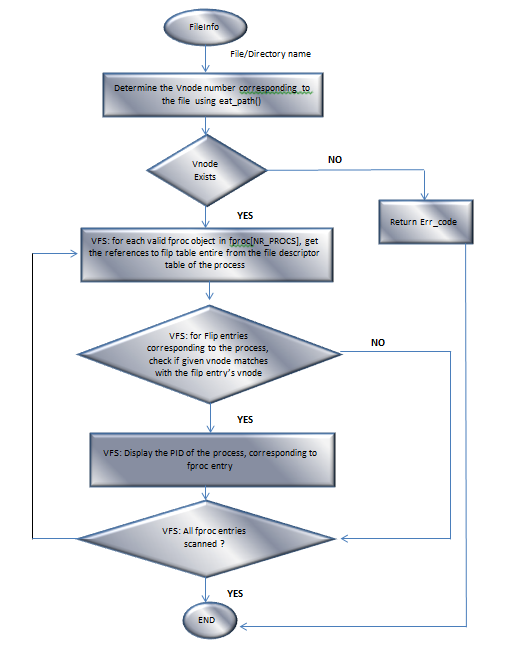 FileInfo
File/Directory name
Determine the Vnode number corresponding to
the file using eat_path()
Vnode
Exists
NO
YES
Return Err_code
VFS: for each valid fproc object in fproc[NR_PROCS], get
the references to filp table entire from the file descriptor
table of the process
VFS: for Flip entries
corresponding to the process,
check if given vnode matches
with the filp entry's vnode
NO
YES
VFS: Display the PID of the process, corresponding to
fproc entry
VFS: All fproc entries
scanned ?
YES
END